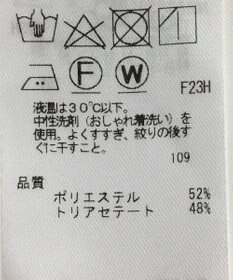 F
W
F23H
液温は30℃以下。
中性洗剤(おしゃれ着洗い)を
使用。よくすすぎ、絞りの後す
ぐに干すこと。
109
品質
ポリエステル 52%
トリアセテート 48%